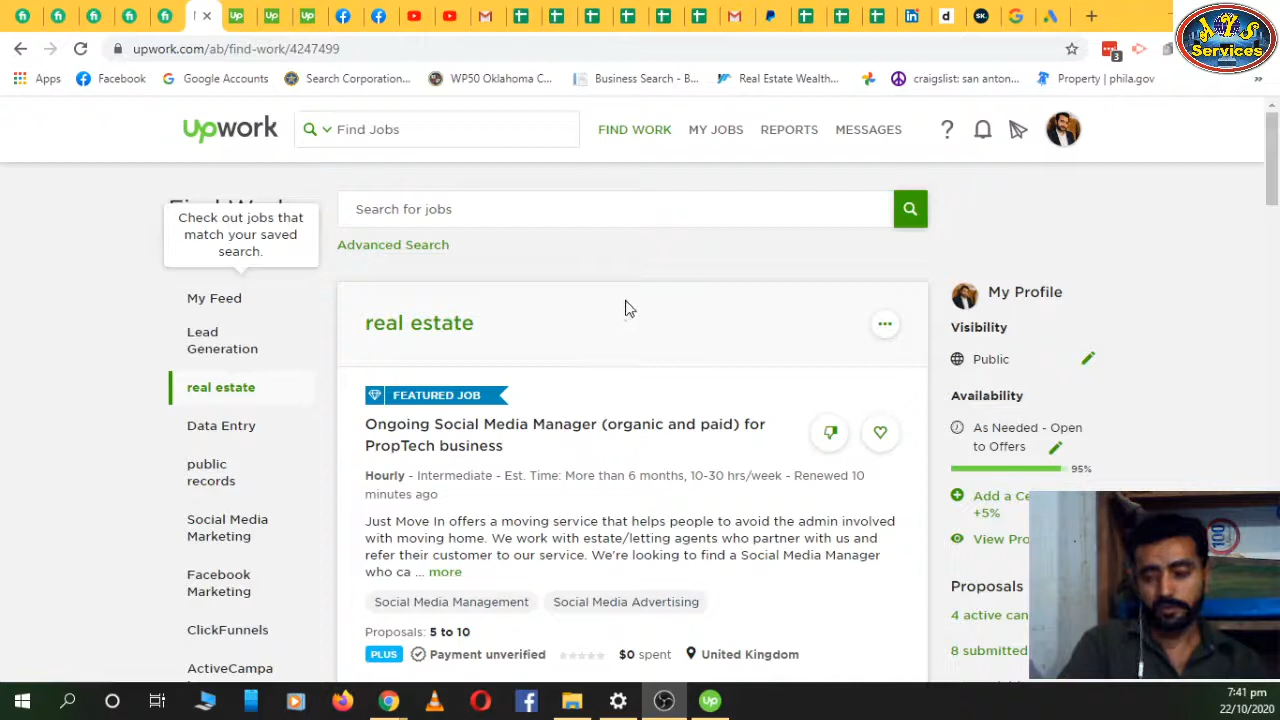 AYS
Services
upwork.com/ab/find-work/4247499
3
Apps
Facebook
Google Accounts
Search Corporation...
WP50 Oklahoma C...
Business Search - B...
Real Estate Wealth...
craigslist: san anton...
Property | phila.gov
upwork
Find Jobs
FIND WORK
MY JOBS
REPORTS
MESSAGES
Check out jobs that
match your saved
search.
Search for jobs
Advanced Search
My Feed
Lead
Generation
real estate
Data Entry
public
records
Social Media
Marketing
Facebook
Marketing
ClickFunnels
ActiveCampa
real estate
FEATURED JOB
Ongoing Social Media Manager (organic and paid) for
PropTech business
Hourly - Intermediate - Est. Time: More than 6 months, 10-30 hrs/week - Renewed 10
minutes ago
Just Move In offers a moving service that helps people to avoid the admin involved
with moving home. We work with estate/letting agents who partner with us and
refer their customer to our service. We're looking to find a Social Media Manager
who ca ... more
Social Media Management
Social Media Advertising
Proposals: 5 to 10
PLUS
Payment unverified
$0 spent
United Kingdom
My Profile
Visibility
Public
Availability
As Needed - Open
to Offers
95%
Add a Ce
+5%
View Pro
Proposals
4 active can
8 submitted
100
7:41 pm
22/10/2020